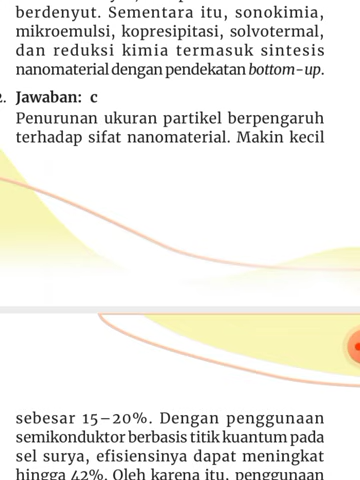 berdenyut. Sementara itu, sonokimia,
mikroemulsi, kopresipitasi, solvotermal,
dan reduksi kimia termasuk sintesis
nanomaterial dengan pendekatan bottom-up.
2. Jawaban: c
Penurunan ukuran partikel berpengaruh
terhadap sifat nanomaterial. Makin kecil
sebesar 15–20%. Dengan penggunaan
semikonduktor berbasis titik kuantum pada
sel surya, efisiensinya dapat meningkat
hingga 42%. Oleh karena itu, penggunaan